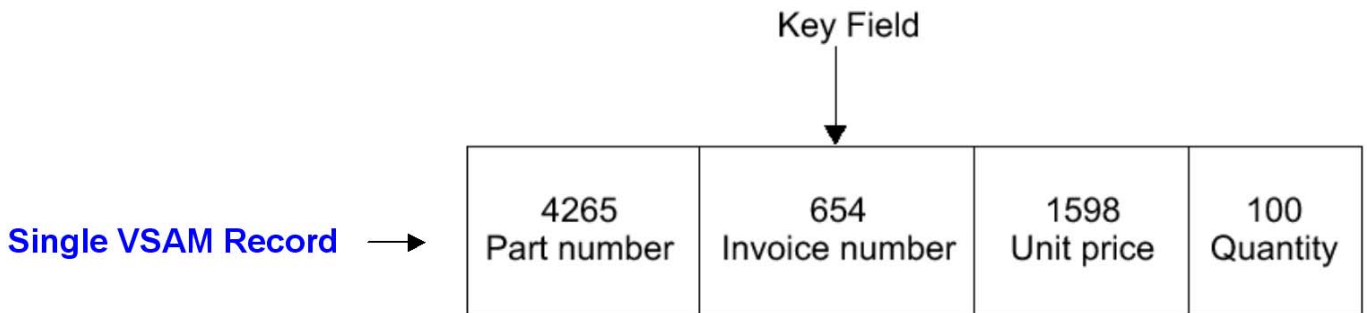 Key Field
Single VSAM Record
4265
Part number
654
Invoice number
1598
Unit price
100
Quantity